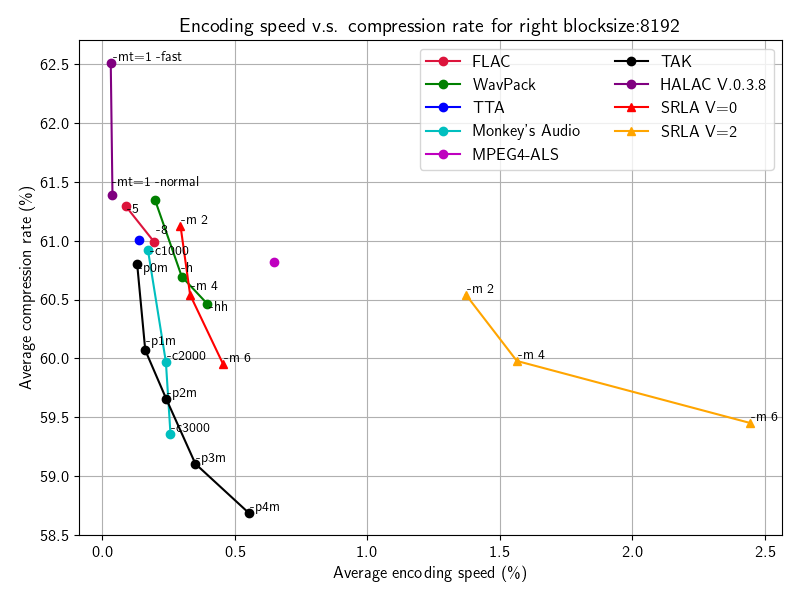 Encoding speed v.s. compression rate for right blocksize:8192
62.5
62.0
61.5
61.0
60.5
60.0
59.5
59.0
58.5
Average compression rate (%)
0.0
0.5
1.0
1.5
2.0
2.5
Average encoding speed (%)
FLAC
WavPack
TTA
Monkey's Audio
MPEG4-ALS
TAK
HALAC V.0.3.8
SRLA V=0
SRLA V=2
-mt=1 -fast
-mt=1 -normal
-5
-8
-m 2
-c1000
-p0m
-h
-m 4
-hh
-p1m
-c2000
-m 6
-p2m
-c3000
-p3m
-p4m
-m 2
-m 4
-m 6